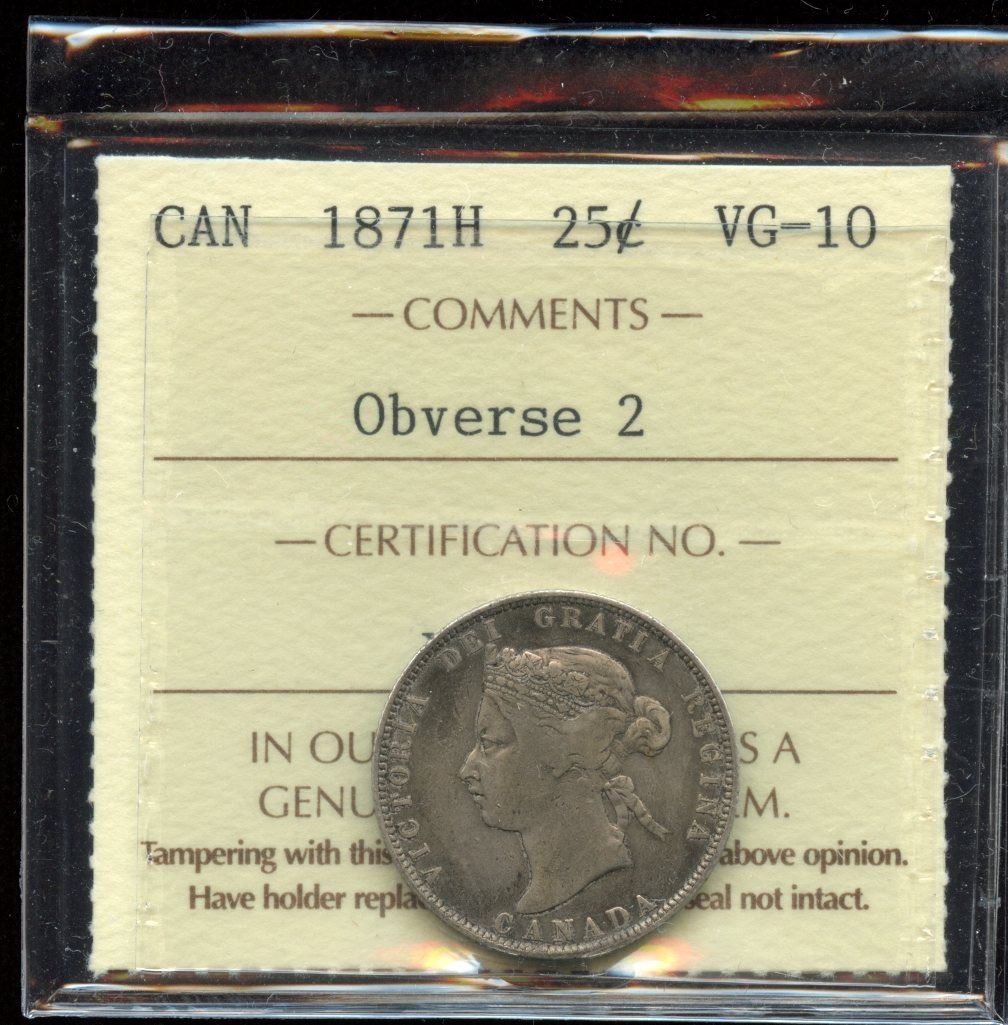 CAN 1871H 25¢ VG-10
— COMMENTS —
Obverse 2
— CERTIFICATION NO. —
VICTORIA DEI GRATIA REGINA
CANADA
IN OU S A
GENU M.
Tampering with this above opinion.
Have holder repla seal not intact.